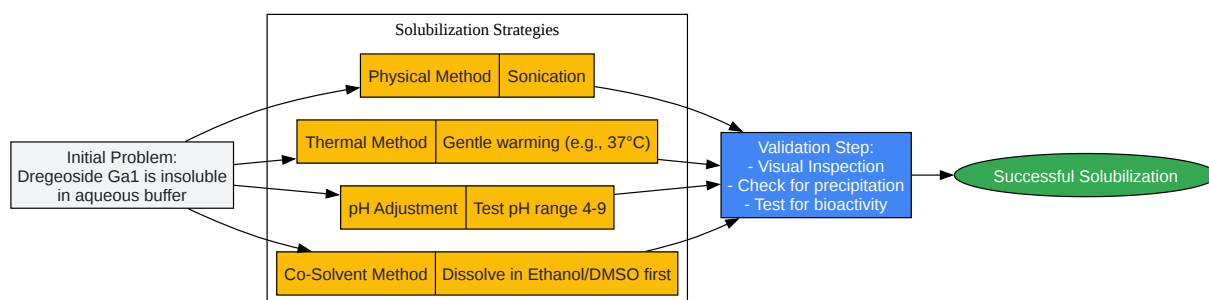 Solubilization Strategies
Physical Method Sonication
Thermal Method Gentle warming (e.g., 37°C)
pH Adjustment Test pH range 4-9
Co-Solvent Method Dissolve in Ethanol/DMSO first
Initial Problem:
Dregeoside Ga1 is insoluble
in aqueous buffer
Validation Step:
- Visual Inspection
- Check for precipitation
- Test for bioactivity
Successful Solubilization